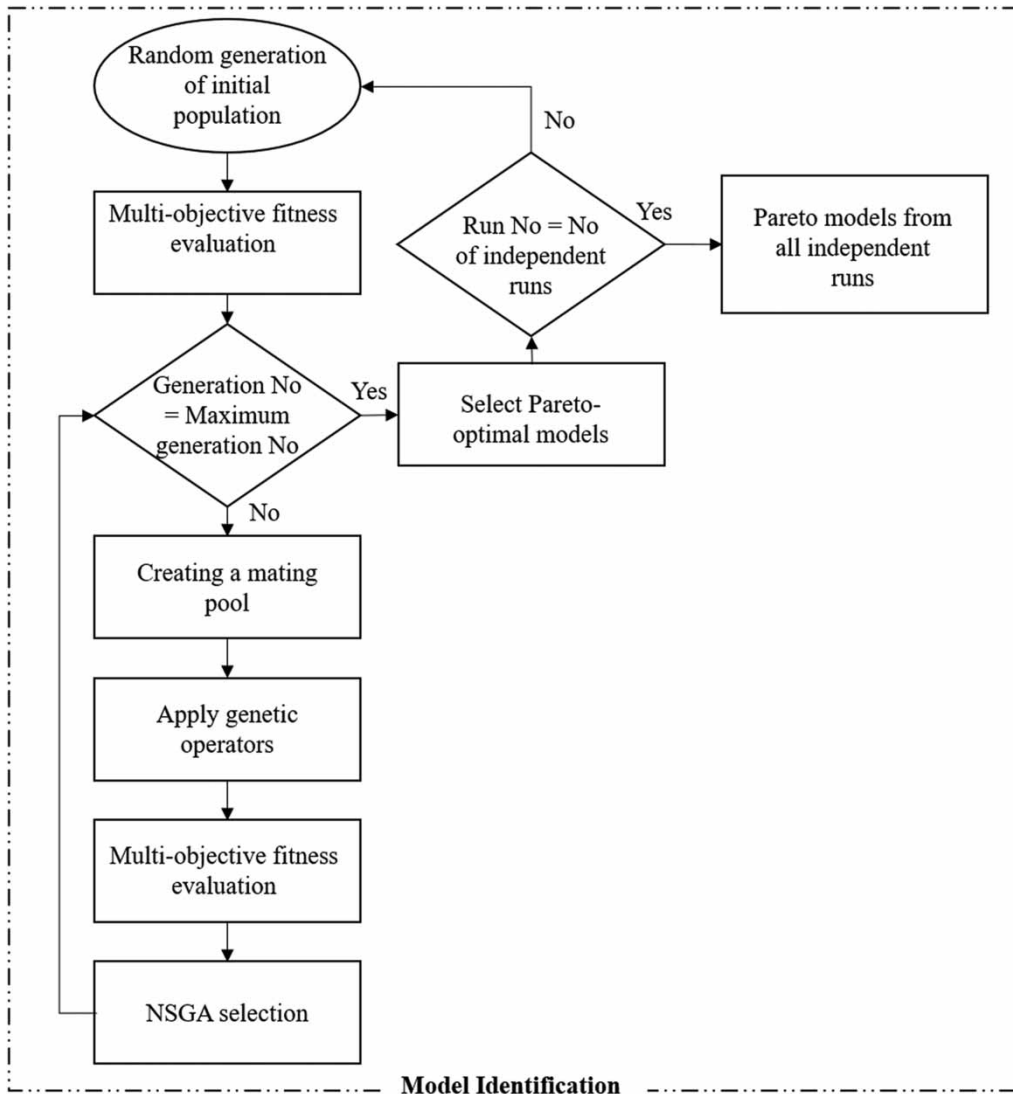 Random generation
of initial
population
Multi-objective fitness
evaluation
Generation No
= Maximum
generation No
Yes
No
Creating a mating
pool
Apply genetic
operators
Multi-objective fitness
evaluation
NSGA selection
Select Pareto-
optimal models
Run No = No
of independent
runs
No
Yes
Pareto models from
all independent
runs
Model Identification